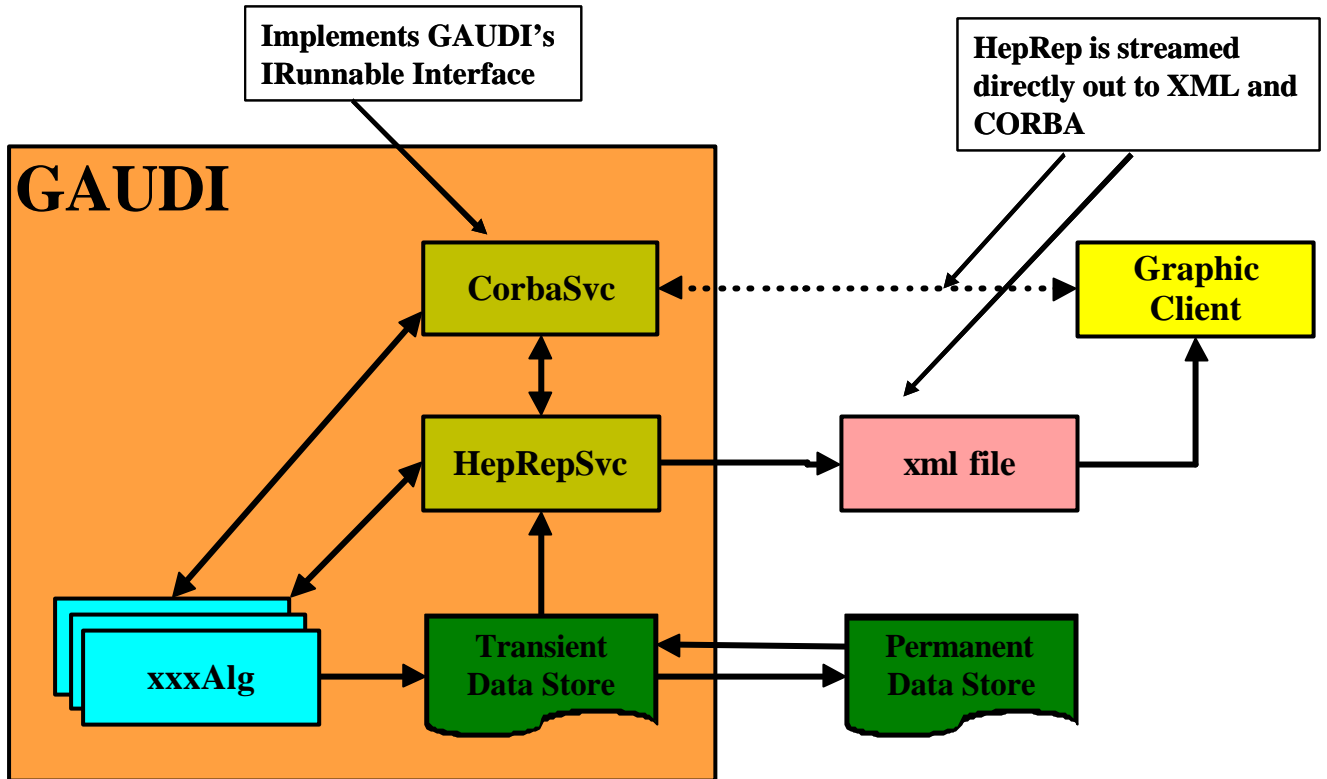 Implements GAUDI's
IRunnable Interface
HepRep is streamed
directly out to XML and
CORBA
GAUDI
CorbaSvc
Graphic
Client
HepRepSvc
xml file
xxxAlg
Transient
Data Store
Permanent
Data Store